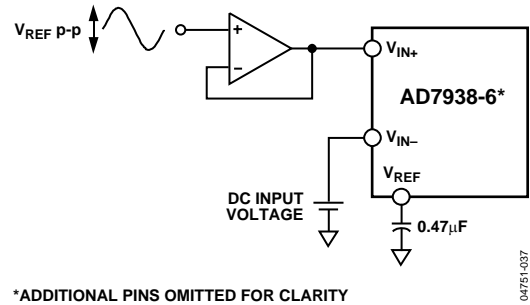 VREF p-p
+
−
VIN+
AD7938-6*
VIN−
VREF
DC INPUT
VOLTAGE
0.47µF
*ADDITIONAL PINS OMITTED FOR CLARITY
04751-037